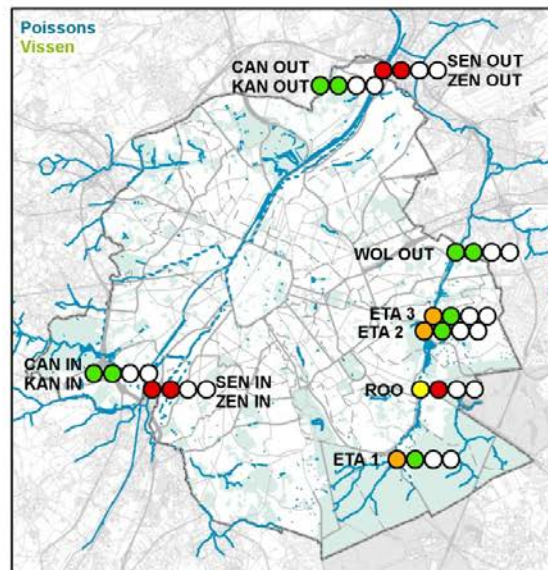 Poissons
Vissen
CAN OUT
KAN OUT
SEN OUT
ZEN OUT
WOL OUT
ETA 3
ETA 2
CAN IN
KAN IN
SEN IN
ZEN IN
ROO
ETA 1